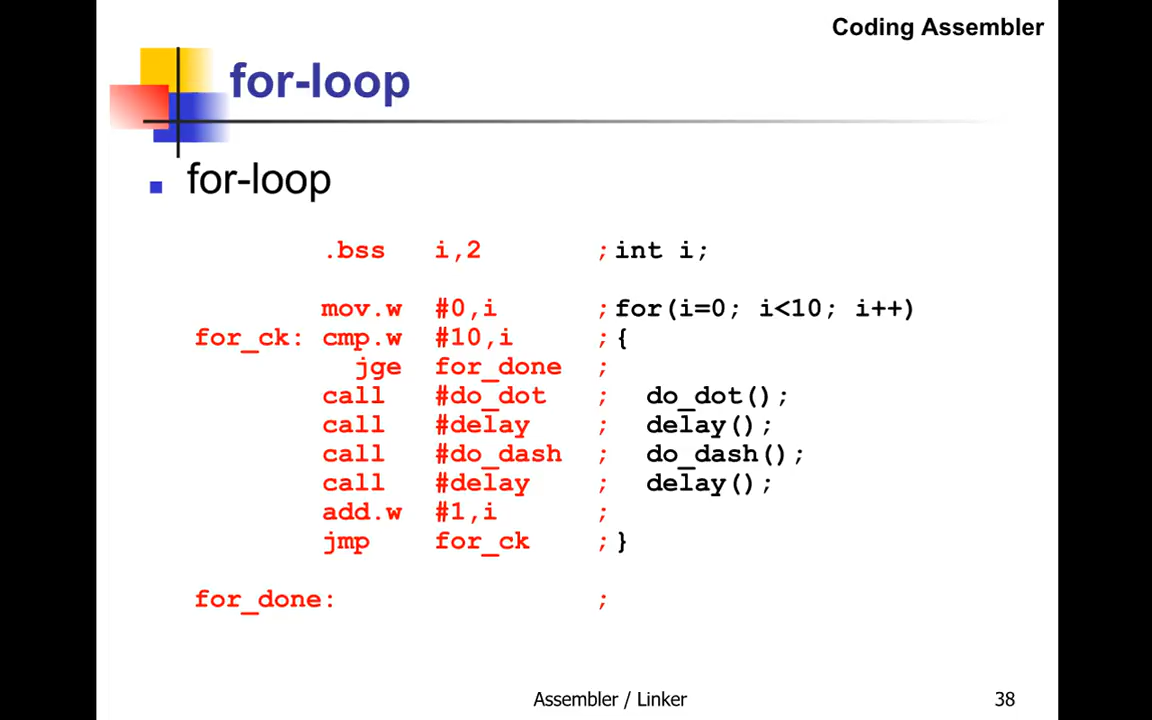 Coding Assembler
for-loop
for-loop
.bss i,2 ;int i;
mov.w #0,i ;for(i=0; i<10; i++)
for_ck: cmp.w #10,i ;{
jge for_done ;
call #do_dot ; do_dot();
call #delay ; delay();
call #do_dash ; do_dash();
call #delay ; delay();
add.w #1,i ;
jmp for_ck ;}
for_done: ;
Assembler / Linker 38